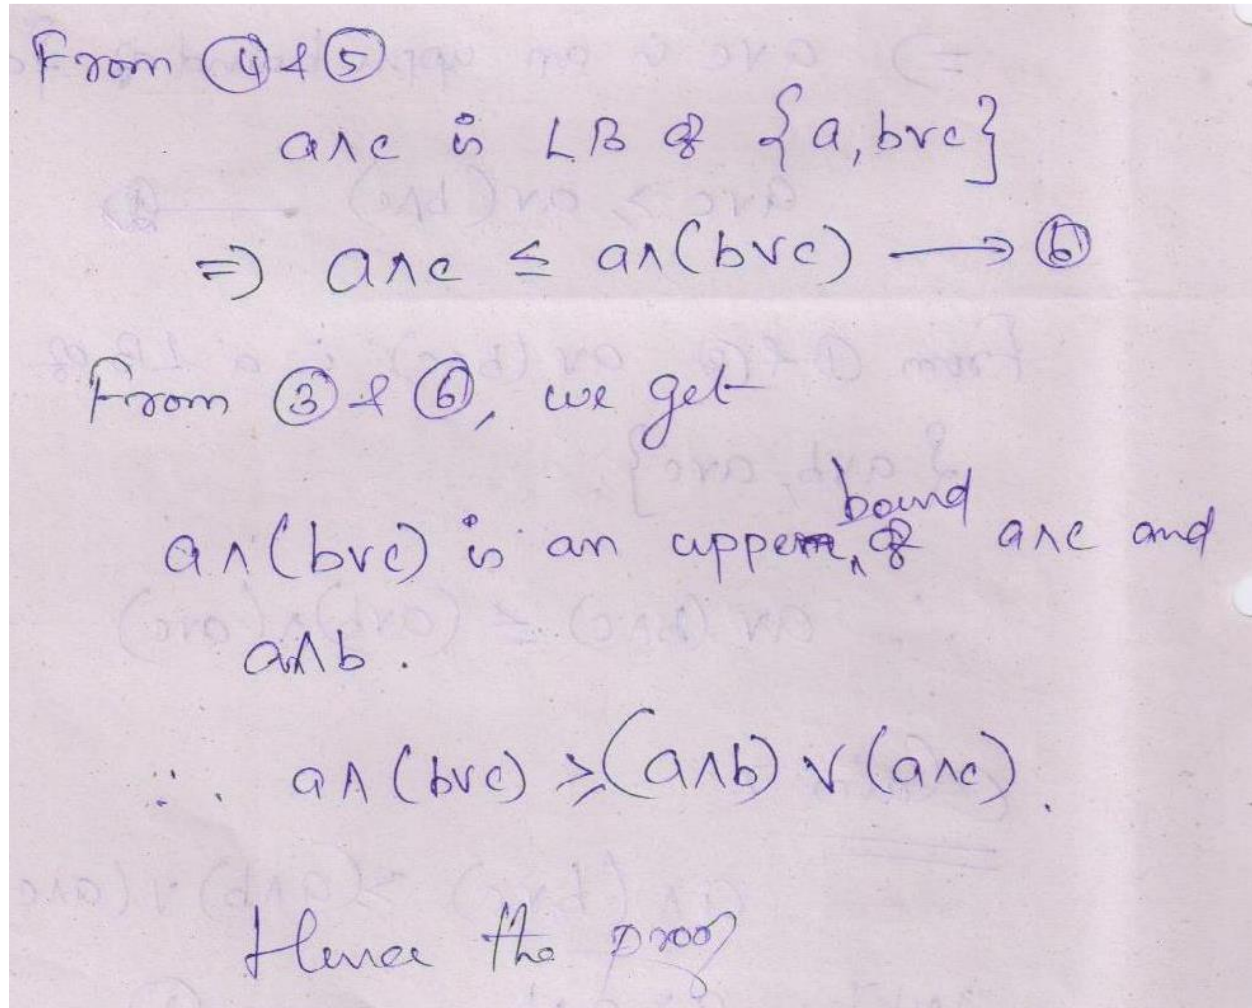 From ④ & ⑤
a∧c is LB of {a, b∨c}
⇒ a∧c ≤ a∧(b∨c) ⟶ ⑥
From ③ & ⑥, we get
a∧(b∨c) is an upper bound of a∧c and
a∧b.
∴ a∧(b∨c) ≥ (a∧b) ∨ (a∧c).
Hence the proof